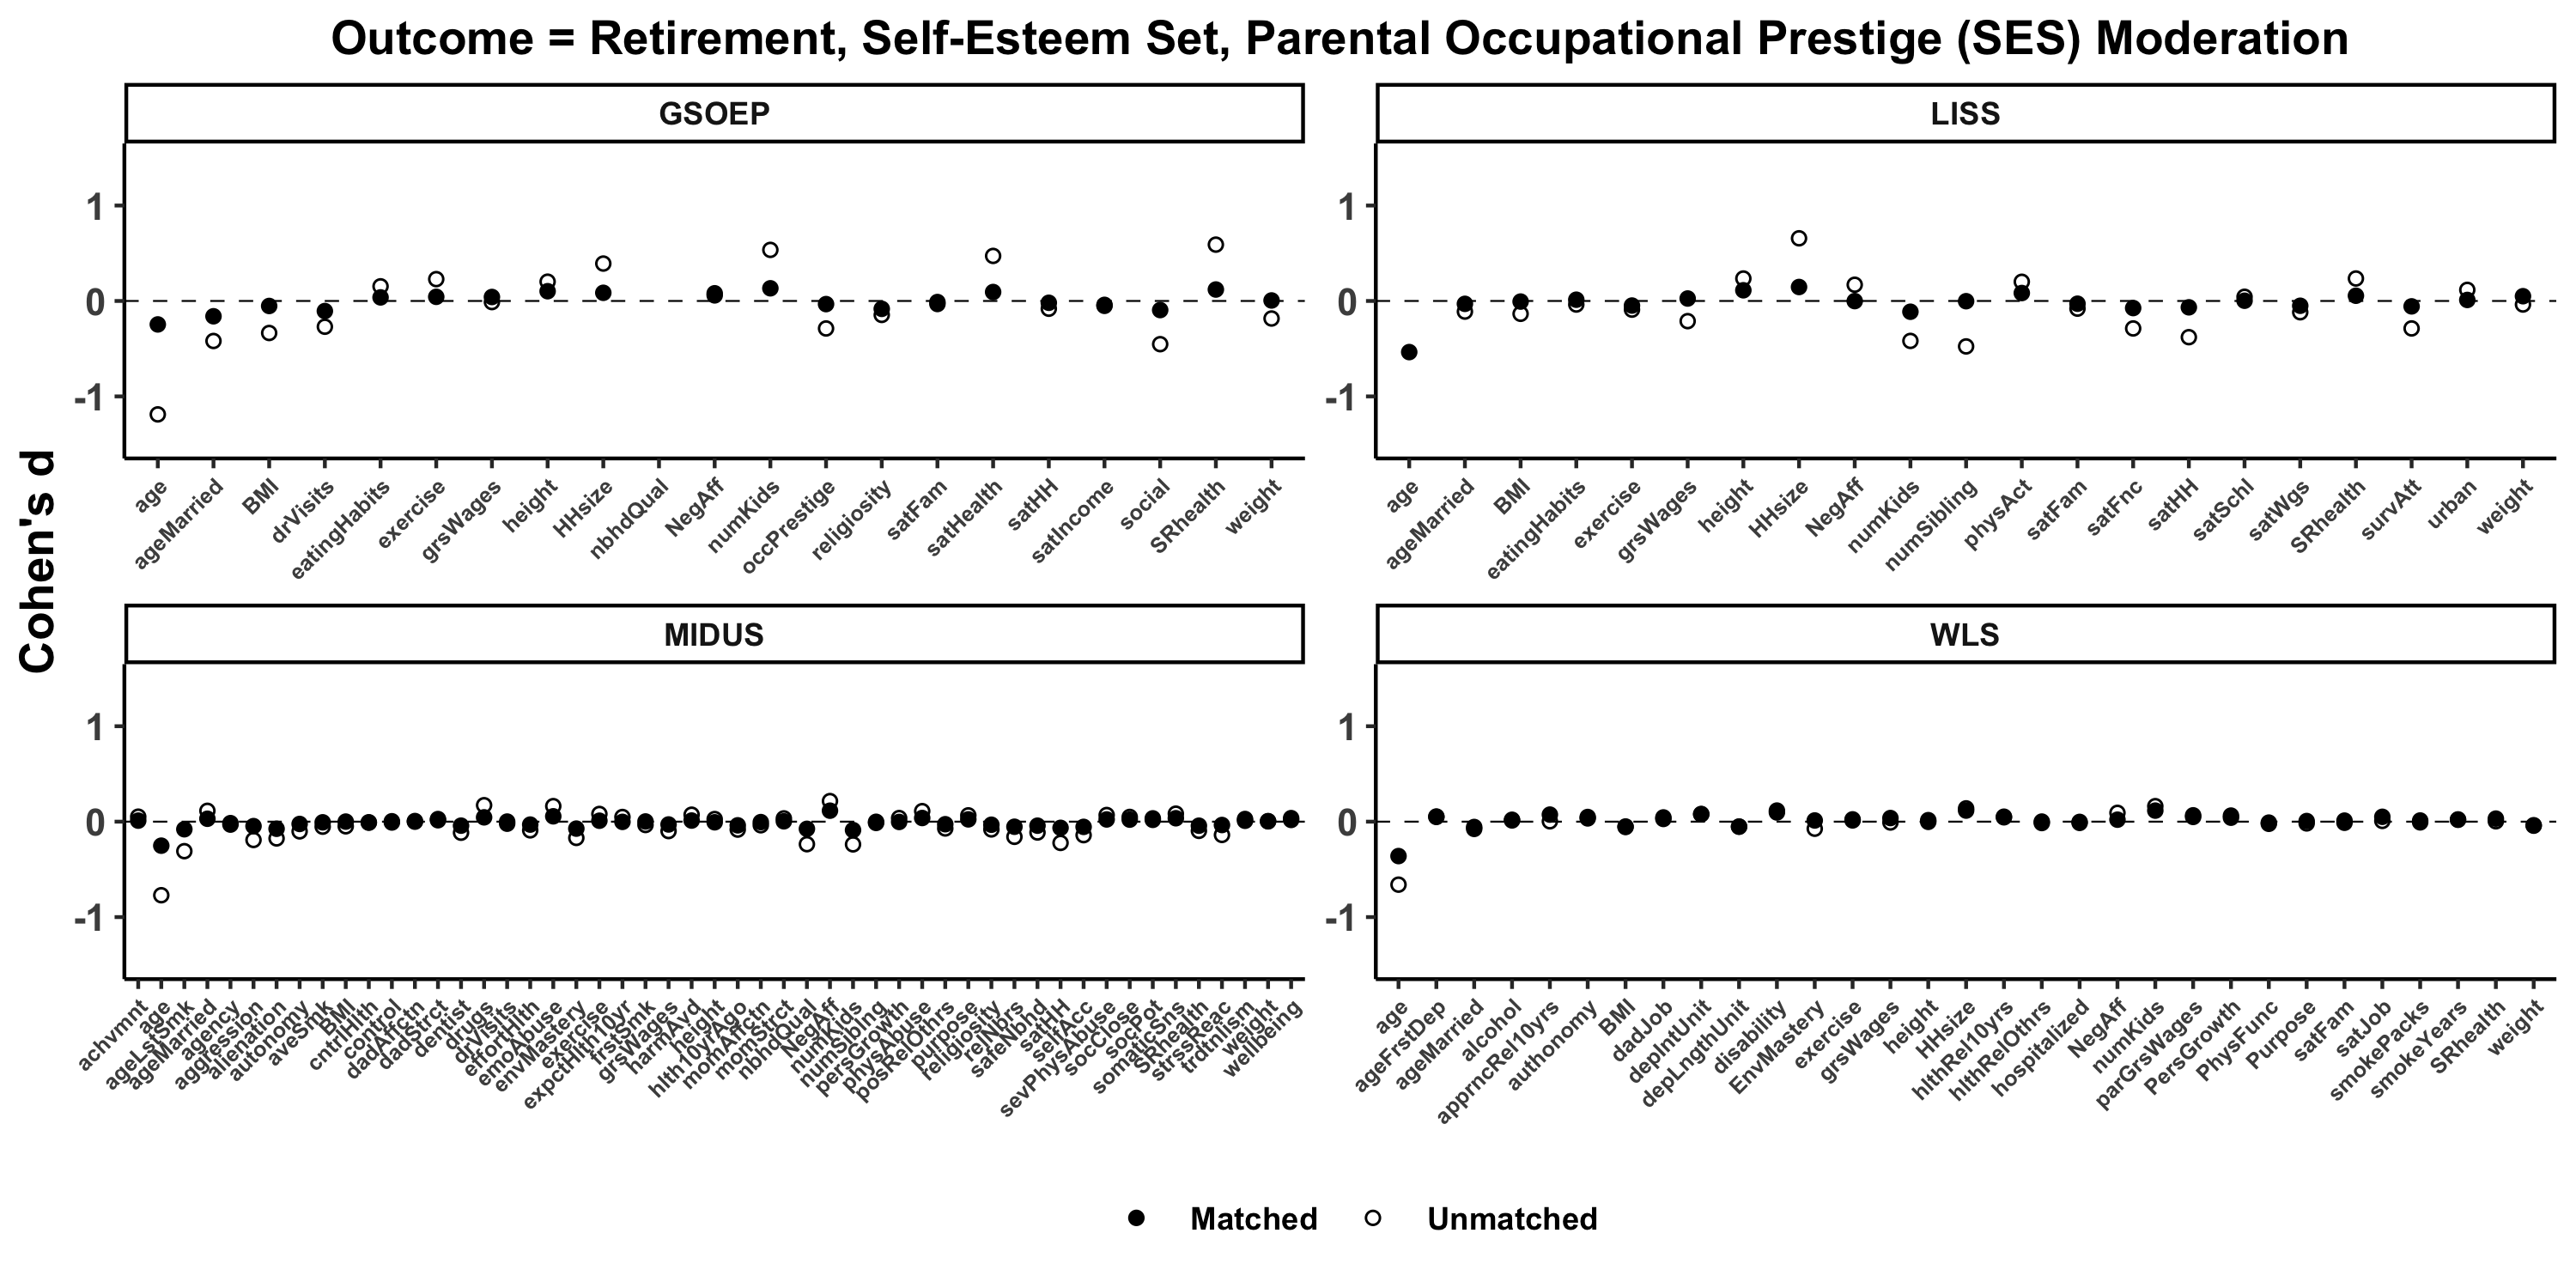 Outcome = Retirement, Self-Esteem Set, Parental Occupational Prestige (SES) Moderation
Cohen's d
GSOEP
1
0
-1
age
ageMarried
BMI
drVisits
eatingHabits
exercise
grsWages
height
HHsize
nbhdQual
NegAff
numKids
occPrestige
religiosity
satFam
satHealth
satHH
satIncome
social
SRhealth
weight
LISS
1
0
-1
age
ageMarried
BMI
eatingHabits
exercise
grsWages
height
HHsize
NegAff
numKids
numSibling
physAct
satFam
satFnc
satHH
satSchl
satWgs
SRhealth
survAtt
urban
weight
MIDUS
1
0
-1
achvmnt
age
ageLstSmk
ageMarried
agency
aggression
alienation
autonomy
aveSmk
BMI
cntrlHlth
control
dadAffctn
dadStrct
dentist
drugs
drVisits
effortHlth
emoAbuse
envMastery
exercise
expctHlth10yr
frstSmk
grsWages
harmAvd
height
hlth10yrAgo
momAffctn
momStrct
nbhdQual
NegAff
numKids
numSibling
persGrowth
physAbuse
posRelOthrs
purpose
religiosity
relNbrs
safeNbhd
satHH
selfAcc
sevPhysAbuse
socClose
socPot
somaticSns
SRhealth
strssReac
trdtnlism
weight
wellbeing
WLS
1
0
-1
age
ageFrstDep
ageMarried
alcohol
apprncRel10yrs
authonomy
BMI
dadJob
depIntUnit
depLngthUnit
disability
EnvMastery
exercise
grsWages
height
HHsize
hlthRel10yrs
hlthRelOthrs
hospitalized
NegAff
numKids
parGrsWages
PersGrowth
PhysFunc
Purpose
satFam
satJob
smokePacks
smokeYears
SRhealth
weight
Matched
Unmatched